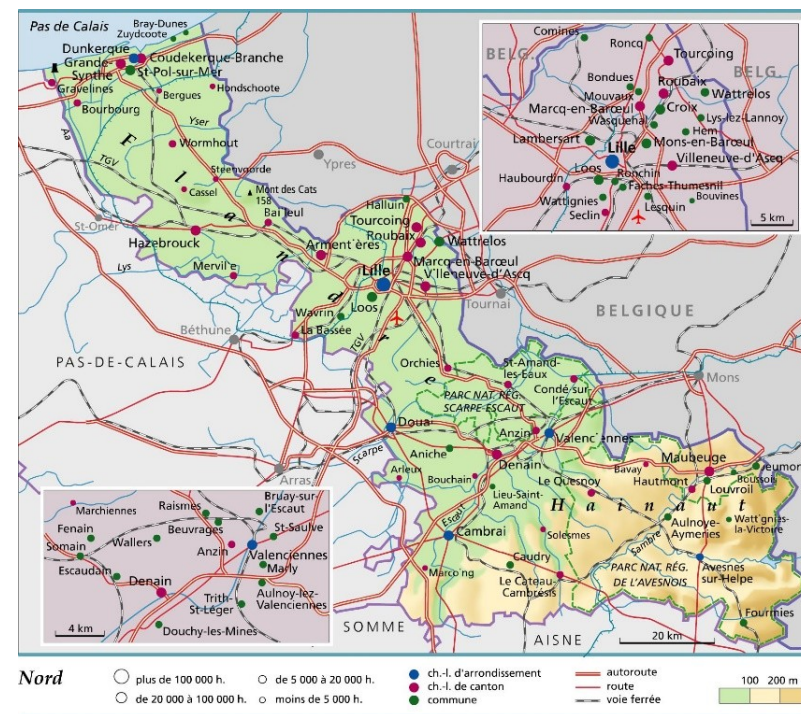 Pas de Calais
Bray-Dunes
Zuydcoote
Dunkerque
Coudekerque-Branche
Grande-
Synthe
St-Pol-sur-Mer
Gravelines
Bergues
Hondschoote
Bourbourg
Aa
Yser
Wormhout
Courtrai
Ypres
TGV
Steenvoorde
Cassel
Mont des Cats
158
Bailleul
St-Omer
Hazebrouck
Lys
Merville
Halluin
Tourcoing
Roubaix
Wattrelos
Armentières
Marcq-en-Barœul
Lille
Villeneuve-d'Ascq
Tournai
Loos
Wavrin
La Bassée
TGV
Béthune
Flandre
BELGIQUE
PAS-DE-CALAIS
Orchies
St-Amand-
les-Eaux
Condé-sur-
l'Escaut
PARC NAT. RÉG.
SCARPE-ESCAUT
Mons
Douai
Anzin
Valenciennes
Scarpe
Aniche
Denain
Arras
Arleux
Bouchain
Le Quesnoy
Bavay
Maubeuge
Jeumont
Hautmont
Boussois
Louvroil
Lieu-Saint-
Amand
Hainaut
Escaut
Cambrai
Solesmes
Aulnoye-
Aymeries
Wattignies-
la-Victoire
Sambre
Caudry
Marcoing
Le Cateau-
Cambrésis
PARC NAT. RÉG.
DE L'AVESNOIS
Avesnes
sur-Helpe
Fourmies
SOMME
AISNE
20 km
Comines
Roncq
Tourcoing
BELG.
BELG.
Bondues
Roubaix
Mouvaux
Wattrelos
Marcq-en-Barœul
Croix
Wasquehal
Lys-lez-Lannoy
Hem
Lambersart
Lille
Mons-en-Barœul
Villeneuve-d'Ascq
Loos
Ronchin
Haubourdin
Faches-Thumesnil
Bouvines
Wattignies
Lesquin
Seclin
5 km
Marchiennes
Raismes
Bruay-sur-
l'Escaut
Fenain
Beuvrages
St-Saulve
Wallers
Somain
Anzin
Valenciennes
Escaudain
Marly
Denain
Trith-
St-Léger
Aulnoy-lez-
Valenciennes
Douchy-les-Mines
4 km
Nord
plus de 100 000 h.
de 20 000 à 100 000 h.
de 5 000 à 20 000 h.
moins de 5 000 h.
ch.-l. d'arrondissement
ch.-l. de canton
commune
autoroute
route
voie ferrée
100 200 m